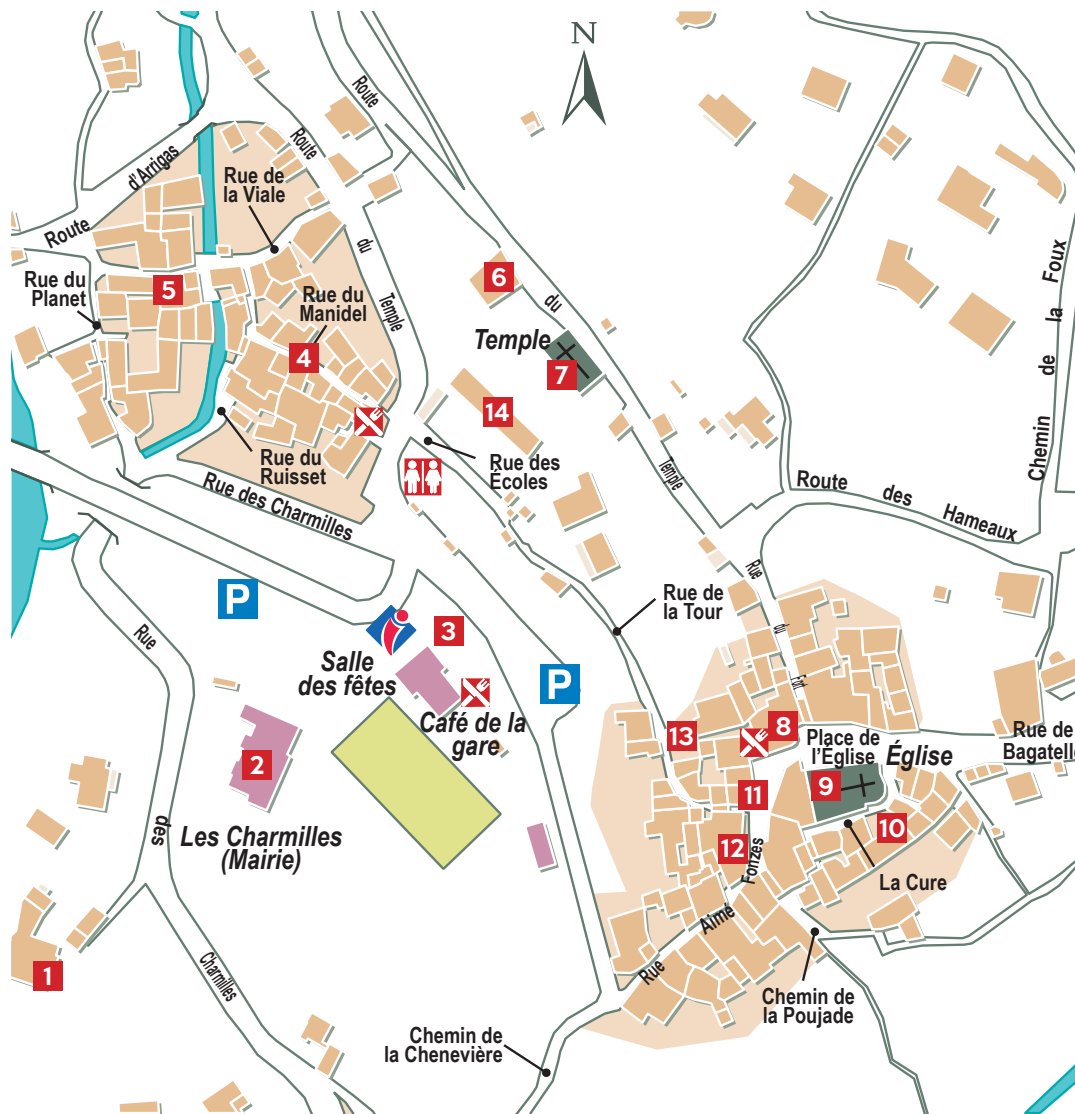 N
Route
Route
d'Arrigas
Rue de
la Viale
Route
du
Temple
Rue du
Planet
5
Rue du
Manidel
4
6
du
Temple
7
14
Rue du
Ruisset
Rue des
Écoles
Temple
Rue des Charmilles
Route des Hameaux
Chemin de la Foux
P
Rue
des
Charmilles
3
Salle
des fêtes
Café de la
gare
P
Rue de
la Tour
Rue
du
Fort
13
8
Place de
l'Église
Église
Rue de
Bagatelle
2
Les Charmilles
(Mairie)
9
11
10
12
La Cure
Rue Aimé Fonzes
1
Chemin de
la Poujade
Chemin de
la Chenevière